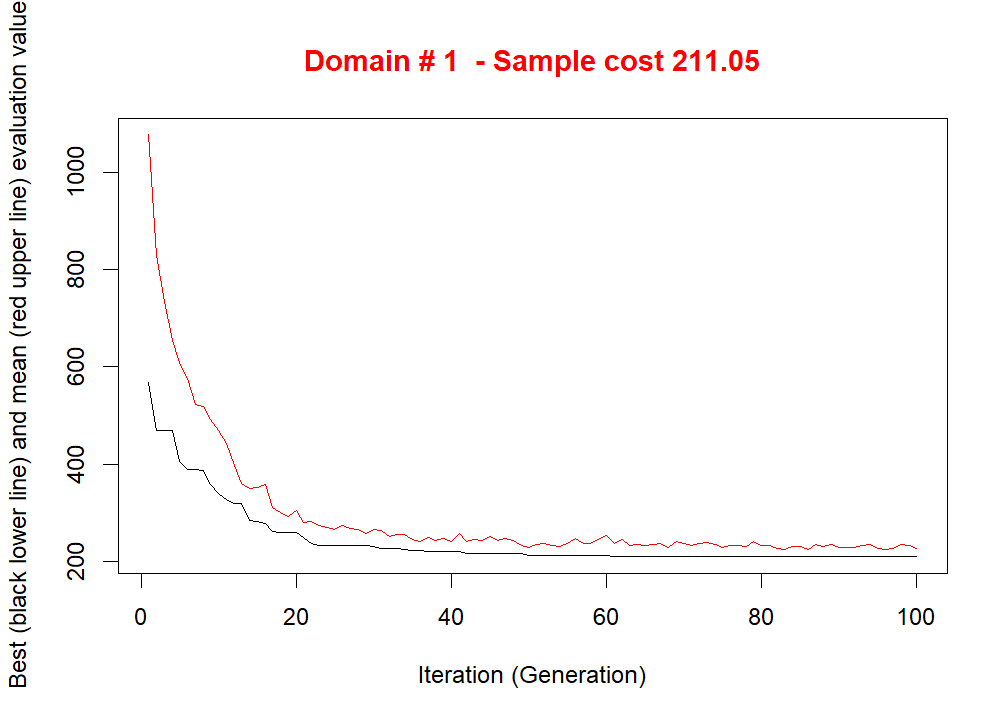 Domain # 1  - Sample cost 211.05
Best (black lower line) and mean (red upper line) evaluation value
1000
800
600
400
200
0 20 40 60 80 100
Iteration (Generation)